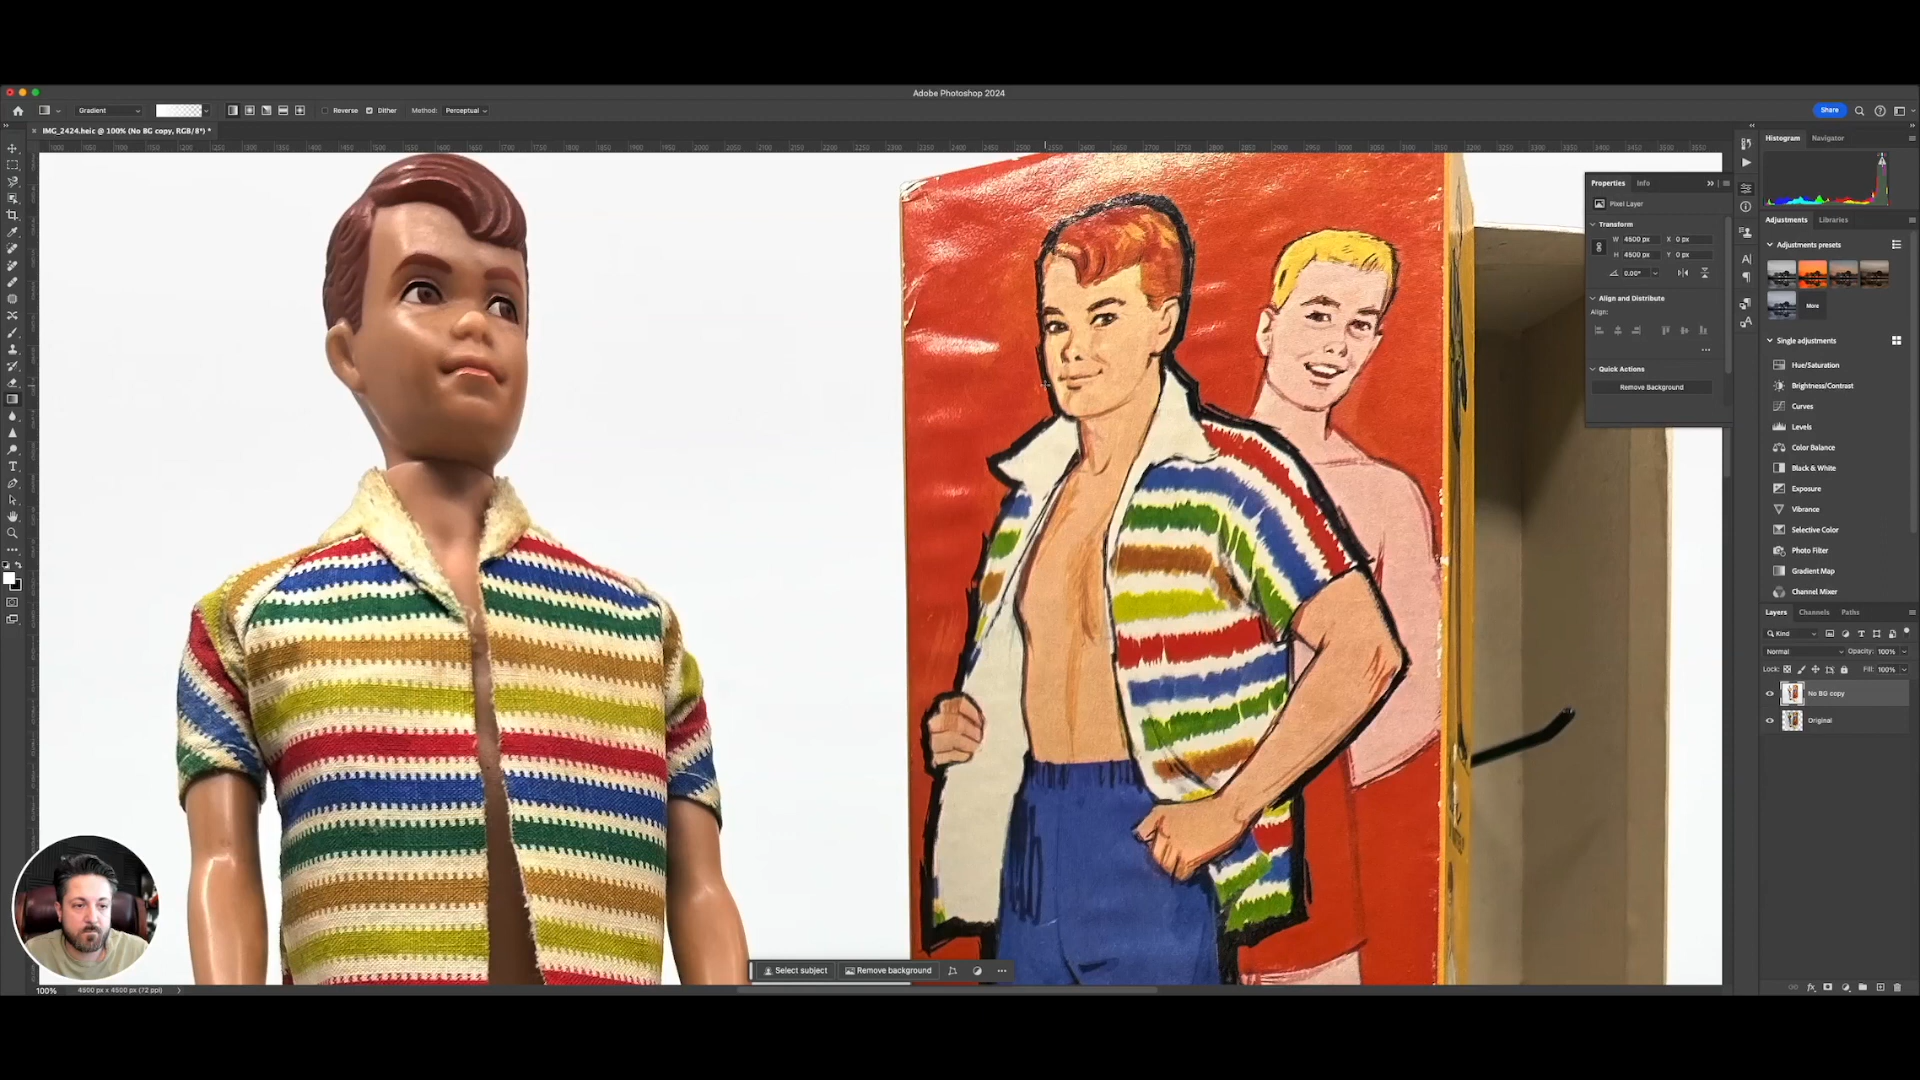 Adobe Photoshop 2024
Gradient
Reverse
Dither
Method:
Perceptual
Share
IMG_2424.heic @ 100% (No BG copy, RGB/8*) *
Histogram
Navigator
Properties
Info
Pixel Layer
Transform
W 4500 px
X 0 px
H 4500 px
Y 0 px
0.00°
Align and Distribute
Align:
Quick Actions
Remove Background
Adjustments
Libraries
Adjustments presets
More
Single adjustments
Hue/Saturation
Brightness/Contrast
Curves
Levels
Color Balance
Black & White
Exposure
Vibrance
Selective Color
Photo Filter
Gradient Map
Channel Mixer
Layers
Channels
Paths
Kind
Normal
Opacity: 100%
Lock:
Fill: 100%
No BG copy
Original
Select subject
Remove background
100%
4500 px x 4500 px (72 ppi)